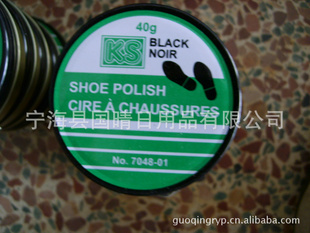 40g
KS BLACK
NOIR
SHOE POLISH
CIRE À CHAUSSURES
宁海县国晴日用品有限公司
No. 7048-01
guoqingryp.cn.alibaba.com